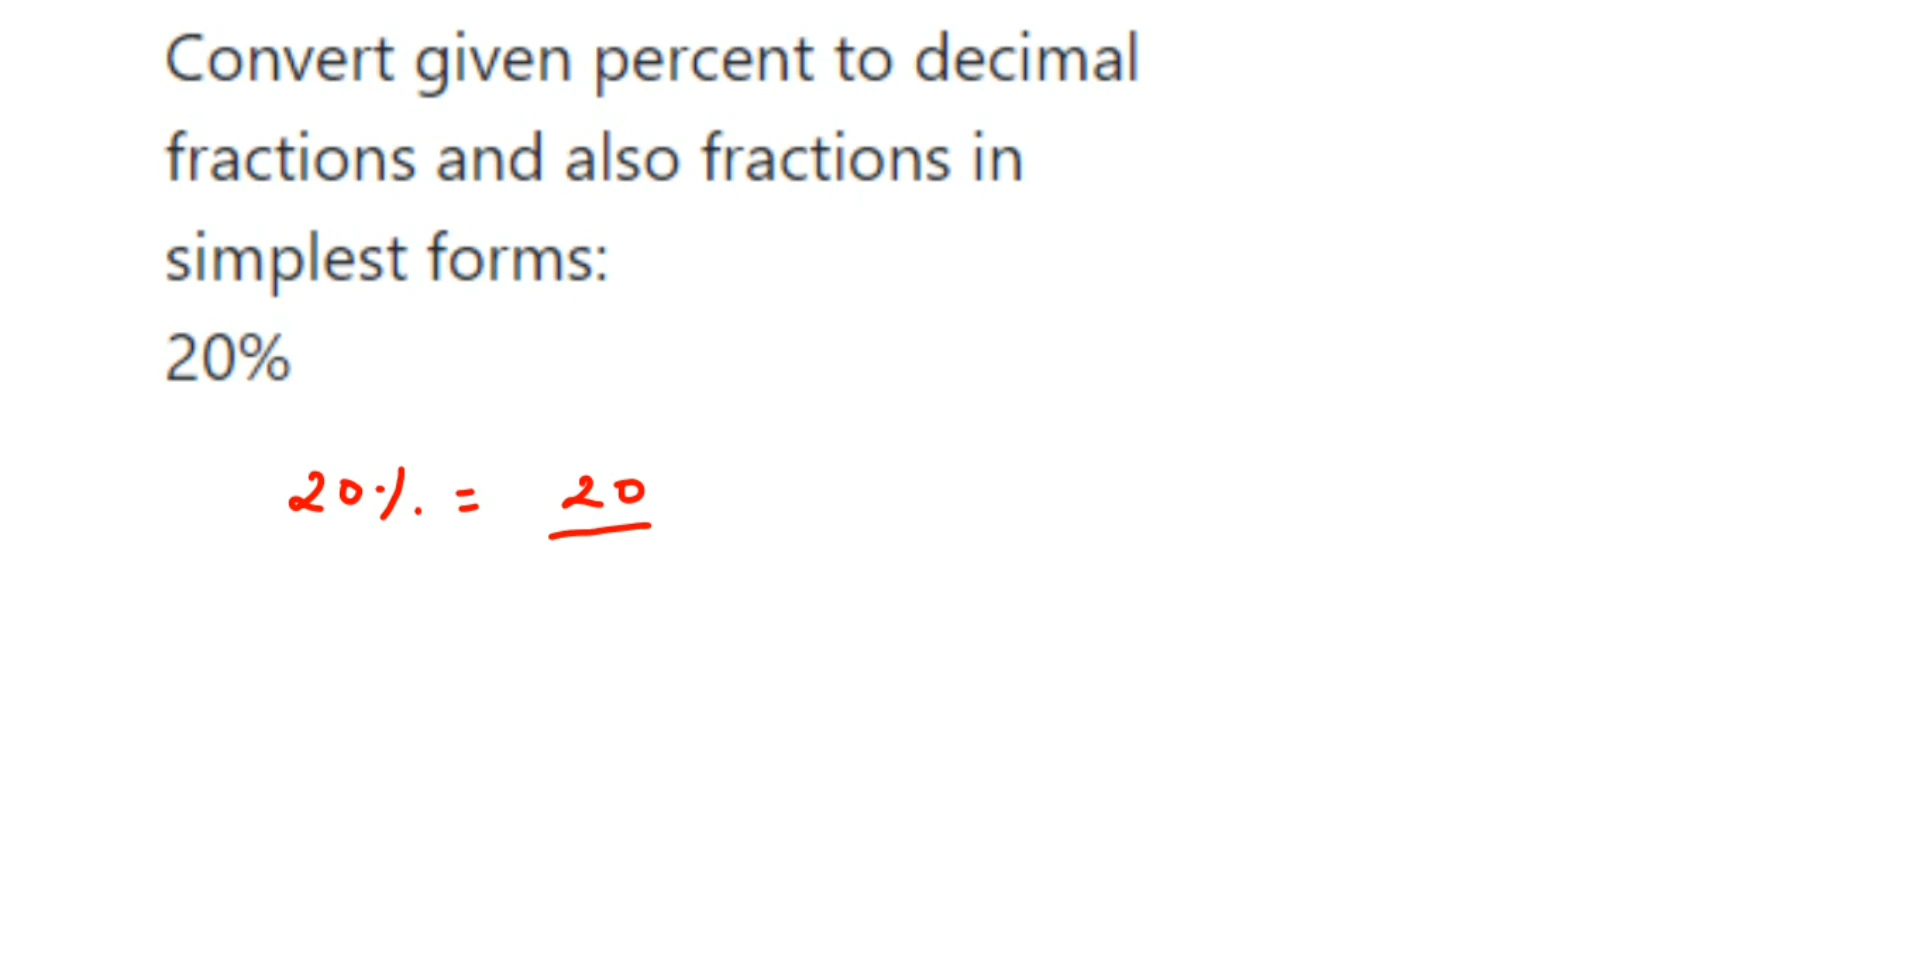 Convert given percent to decimal
fractions and also fractions in
simplest forms:
20%
20%. = 20